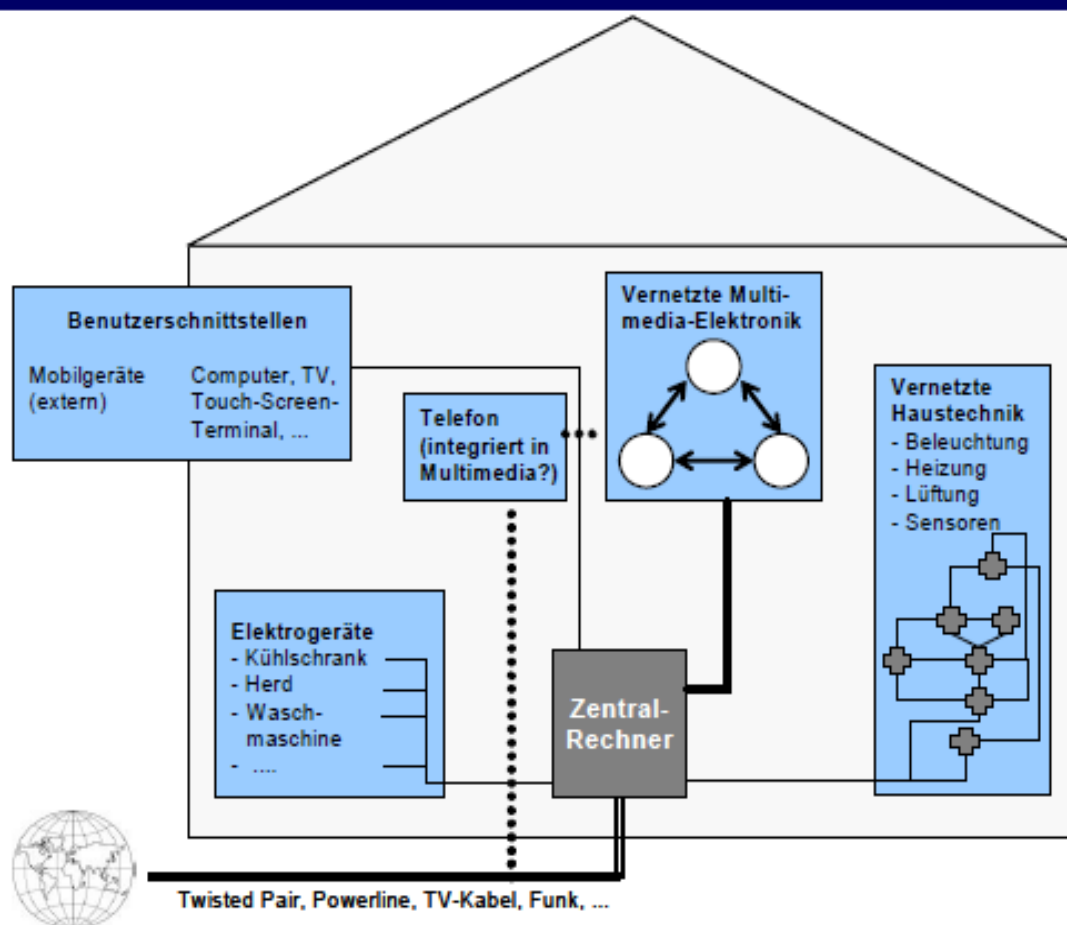 Benutzerschnittstellen
Mobilgeräte
(extern)
Computer, TV,
Touch-Screen-
Terminal, ...
Vernetzte Multi-
media-Elektronik
Telefon
(integriert in
Multimedia?)
Vernetzte
Haustechnik
- Beleuchtung
- Heizung
- Lüftung
- Sensoren
Elektrogeräte
- Kühlschrank
- Herd
- Wasch-
maschine
- ....
Zentral-
Rechner
Twisted Pair, Powerline, TV-Kabel, Funk, ...